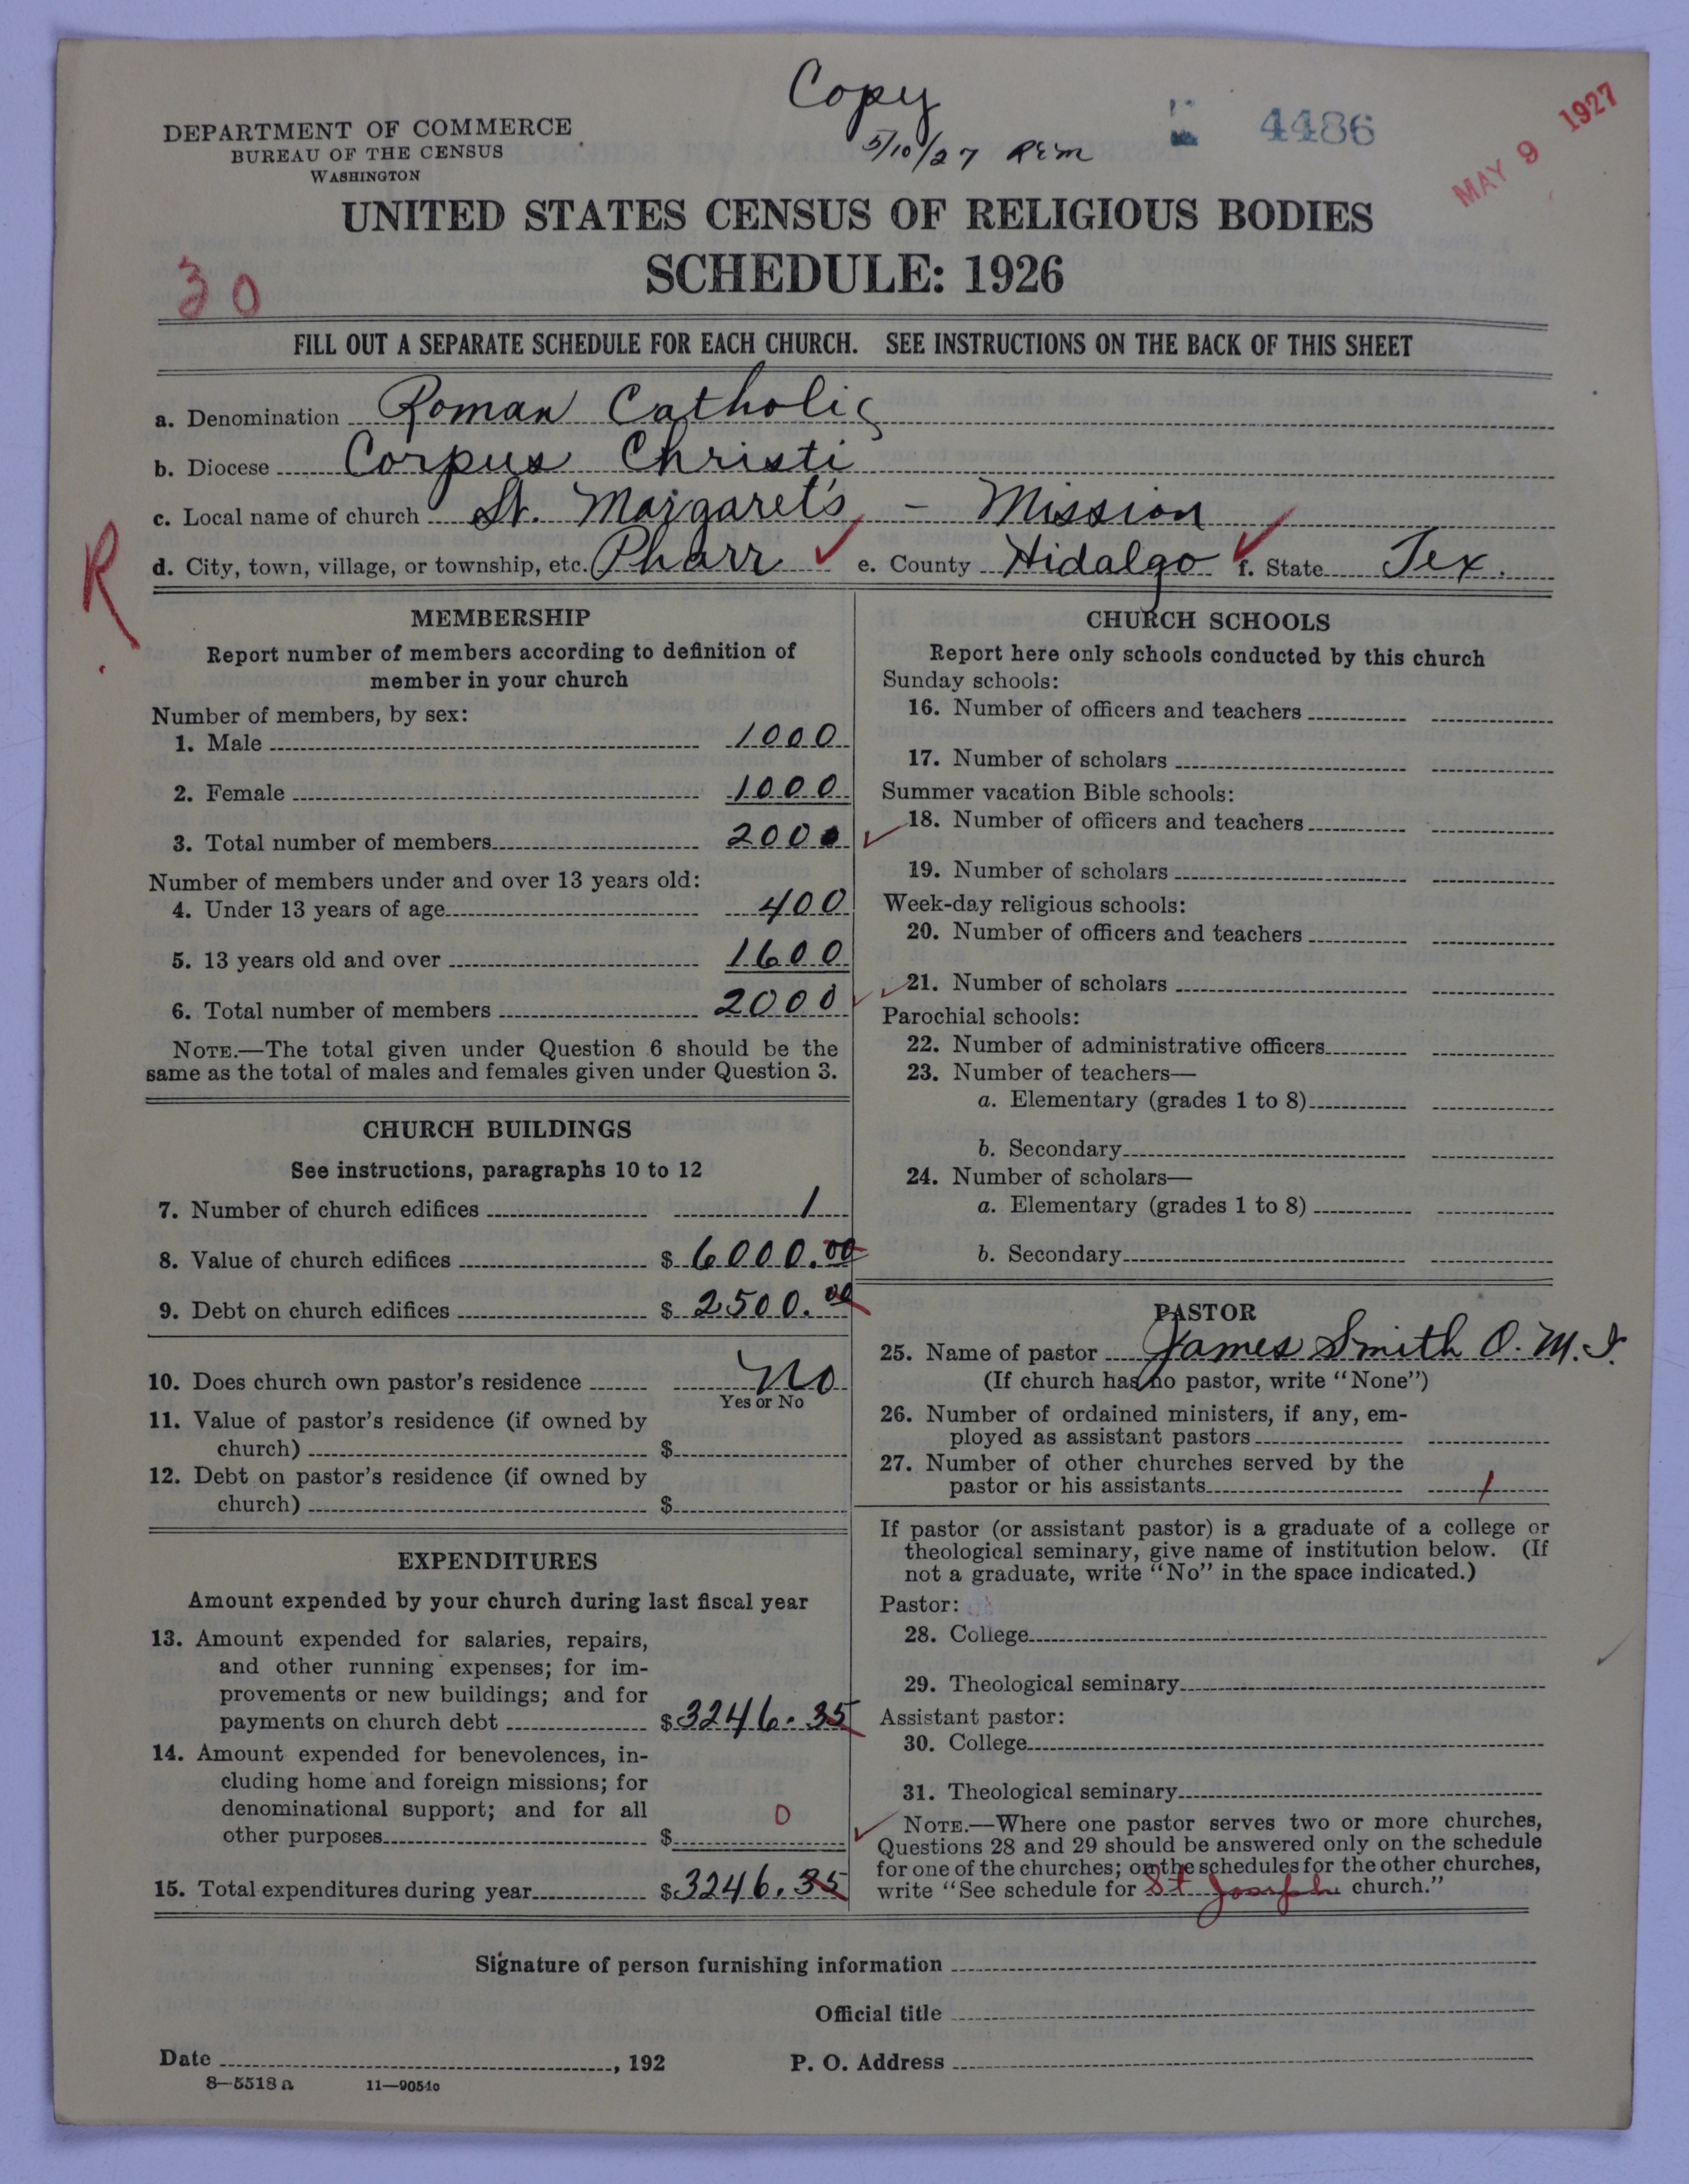 Copy
5/10/27 REM
4486
MAY 9 1927
DEPARTMENT OF COMMERCE
BUREAU OF THE CENSUS
WASHINGTON
UNITED STATES CENSUS OF RELIGIOUS BODIES
SCHEDULE: 1926
30
FILL OUT A SEPARATE SCHEDULE FOR EACH CHURCH. SEE INSTRUCTIONS ON THE BACK OF THIS SHEET
a. Denomination Roman Catholic
b. Diocese Corpus Christi
c. Local name of church St. Margaret's - Mission
R
d. City, town, village, or township, etc. Pharr e. County Hidalgo f. State Tex.
MEMBERSHIP
Report number of members according to definition of
member in your church
Number of members, by sex:
1. Male 1000
2. Female 1000
3. Total number of members 2000
Number of members under and over 13 years old:
4. Under 13 years of age 400
5. 13 years old and over 1600
6. Total number of members 2000
NOTE.—The total given under Question 6 should be the
same as the total of males and females given under Question 3.
CHURCH BUILDINGS
See instructions, paragraphs 10 to 12
7. Number of church edifices 1
8. Value of church edifices $ 6000.00
9. Debt on church edifices $ 2500.00
10. Does church own pastor's residence No
Yes or No
11. Value of pastor's residence (if owned by
church) $
12. Debt on pastor's residence (if owned by
church) $
EXPENDITURES
Amount expended by your church during last fiscal year
13. Amount expended for salaries, repairs,
and other running expenses; for im-
provements or new buildings; and for
payments on church debt $ 3246.35
14. Amount expended for benevolences, in-
cluding home and foreign missions; for
denominational support; and for all
other purposes $ 0
15. Total expenditures during year $ 3246.35
CHURCH SCHOOLS
Report here only schools conducted by this church
Sunday schools:
16. Number of officers and teachers
17. Number of scholars
Summer vacation Bible schools:
18. Number of officers and teachers
19. Number of scholars
Week-day religious schools:
20. Number of officers and teachers
21. Number of scholars
Parochial schools:
22. Number of administrative officers
23. Number of teachers—
a. Elementary (grades 1 to 8)
b. Secondary
24. Number of scholars—
a. Elementary (grades 1 to 8)
b. Secondary
PASTOR
25. Name of pastor James Smith O.M.I.
(If church has no pastor, write "None")
26. Number of ordained ministers, if any, em-
ployed as assistant pastors
27. Number of other churches served by the
pastor or his assistants 1
If pastor (or assistant pastor) is a graduate of a college or
theological seminary, give name of institution below. (If
not a graduate, write "No" in the space indicated.)
Pastor:
28. College
29. Theological seminary
Assistant pastor:
30. College
31. Theological seminary
NOTE.—Where one pastor serves two or more churches,
Questions 28 and 29 should be answered only on the schedule
for one of the churches; on the schedules for the other churches,
write "See schedule for St Josephs church."
Signature of person furnishing information
Official title
Date , 192
P. O. Address
8—5518 a 11—9054o